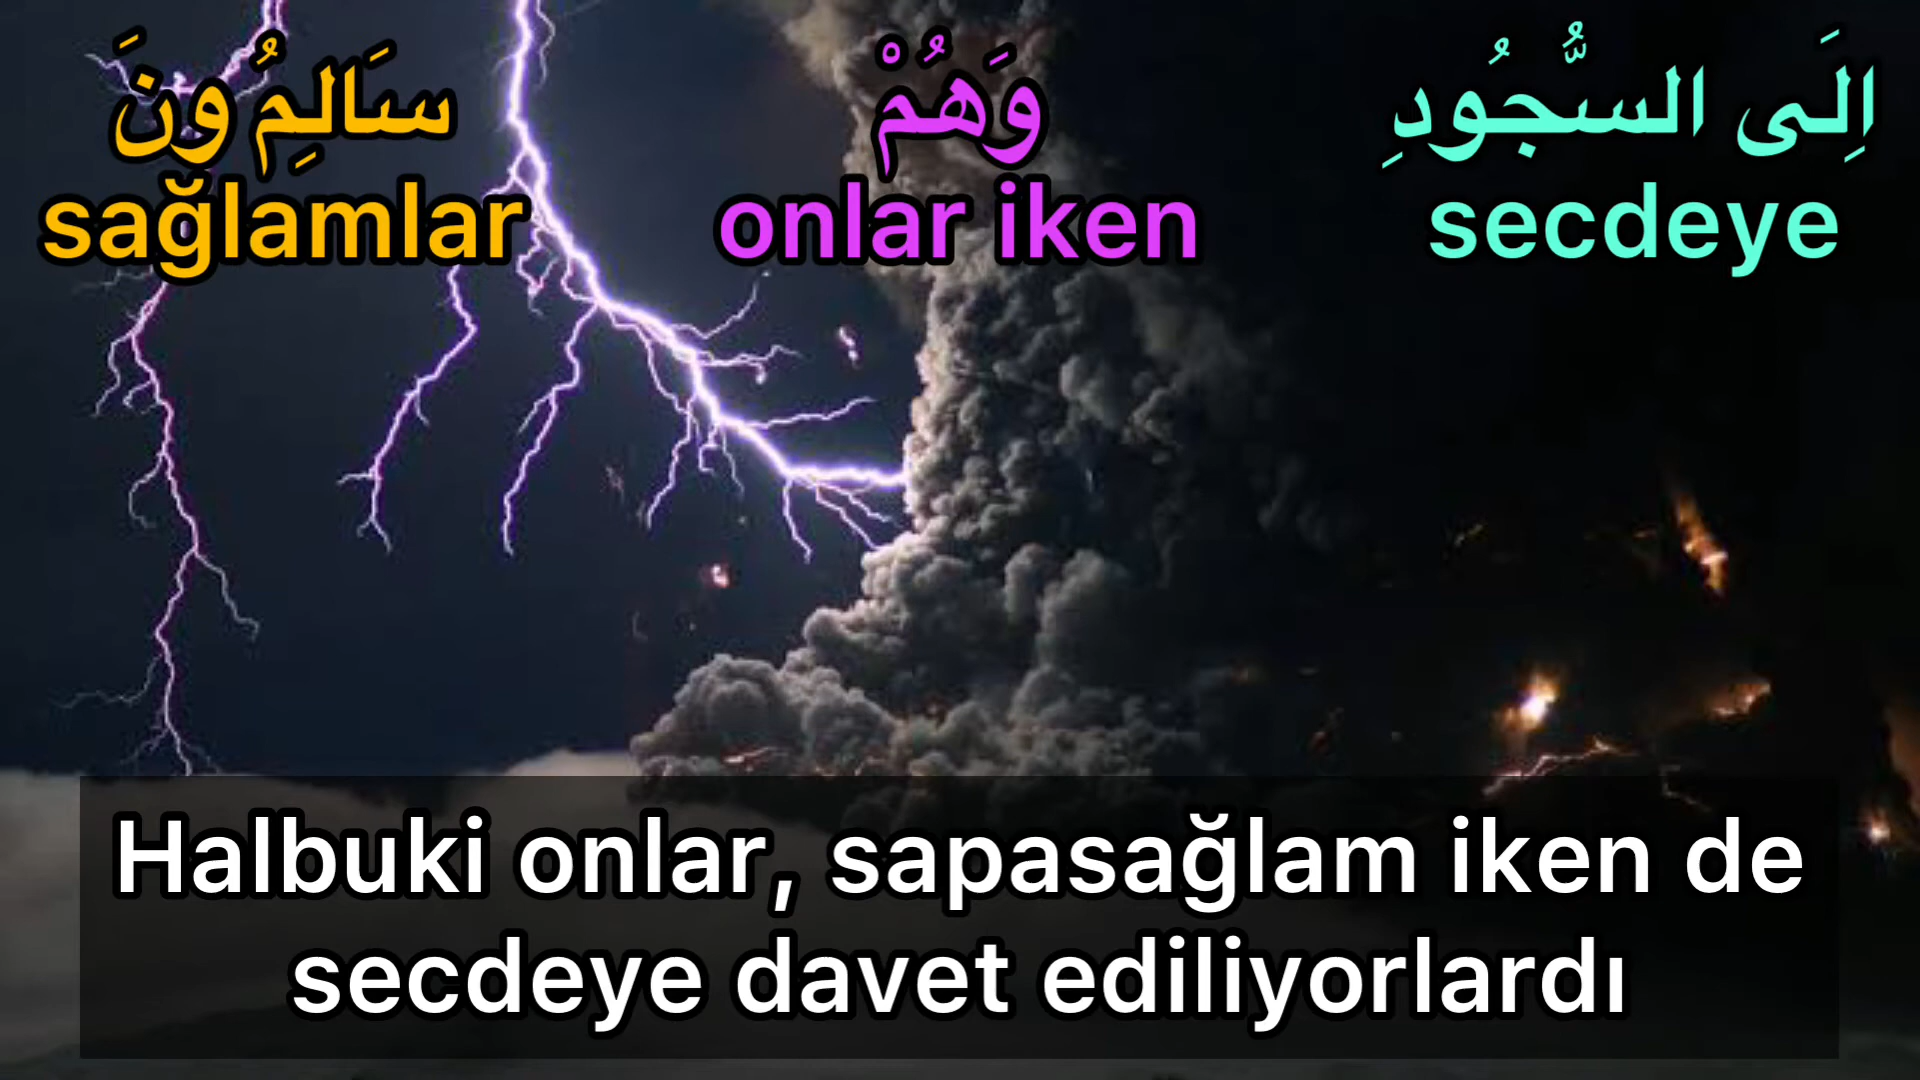 اِلَى السُّجُودِ وَهُمْ سَالِمُونَ
secdeye onlar iken sağlamlar
Halbuki onlar, sapasağlam iken de
secdeye davet ediliyorlardı